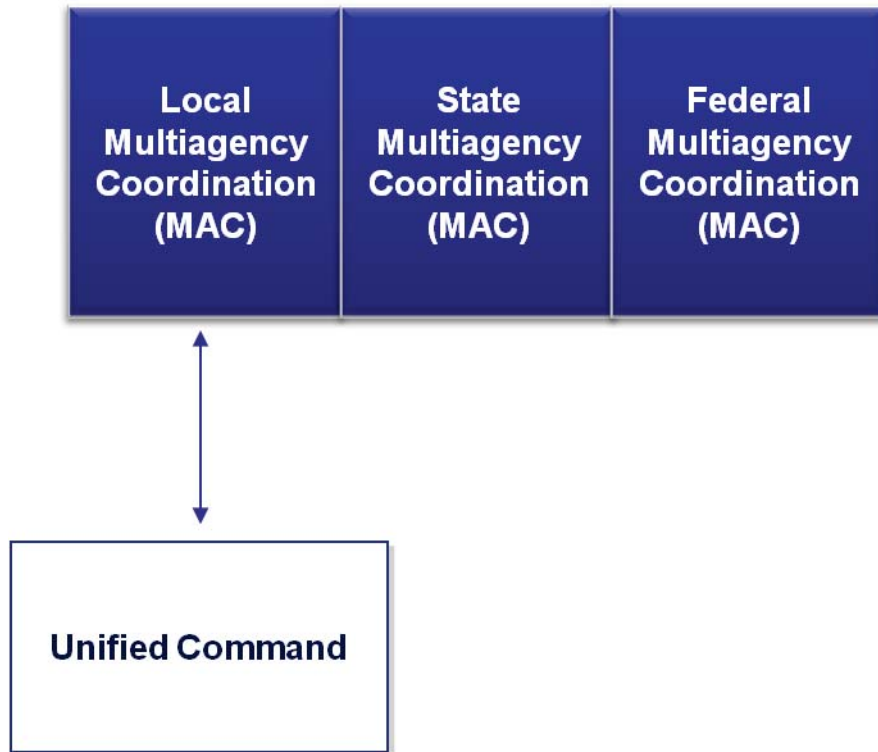 Local
Multiagency
Coordination
(MAC)
State
Multiagency
Coordination
(MAC)
Federal
Multiagency
Coordination
(MAC)
Unified Command